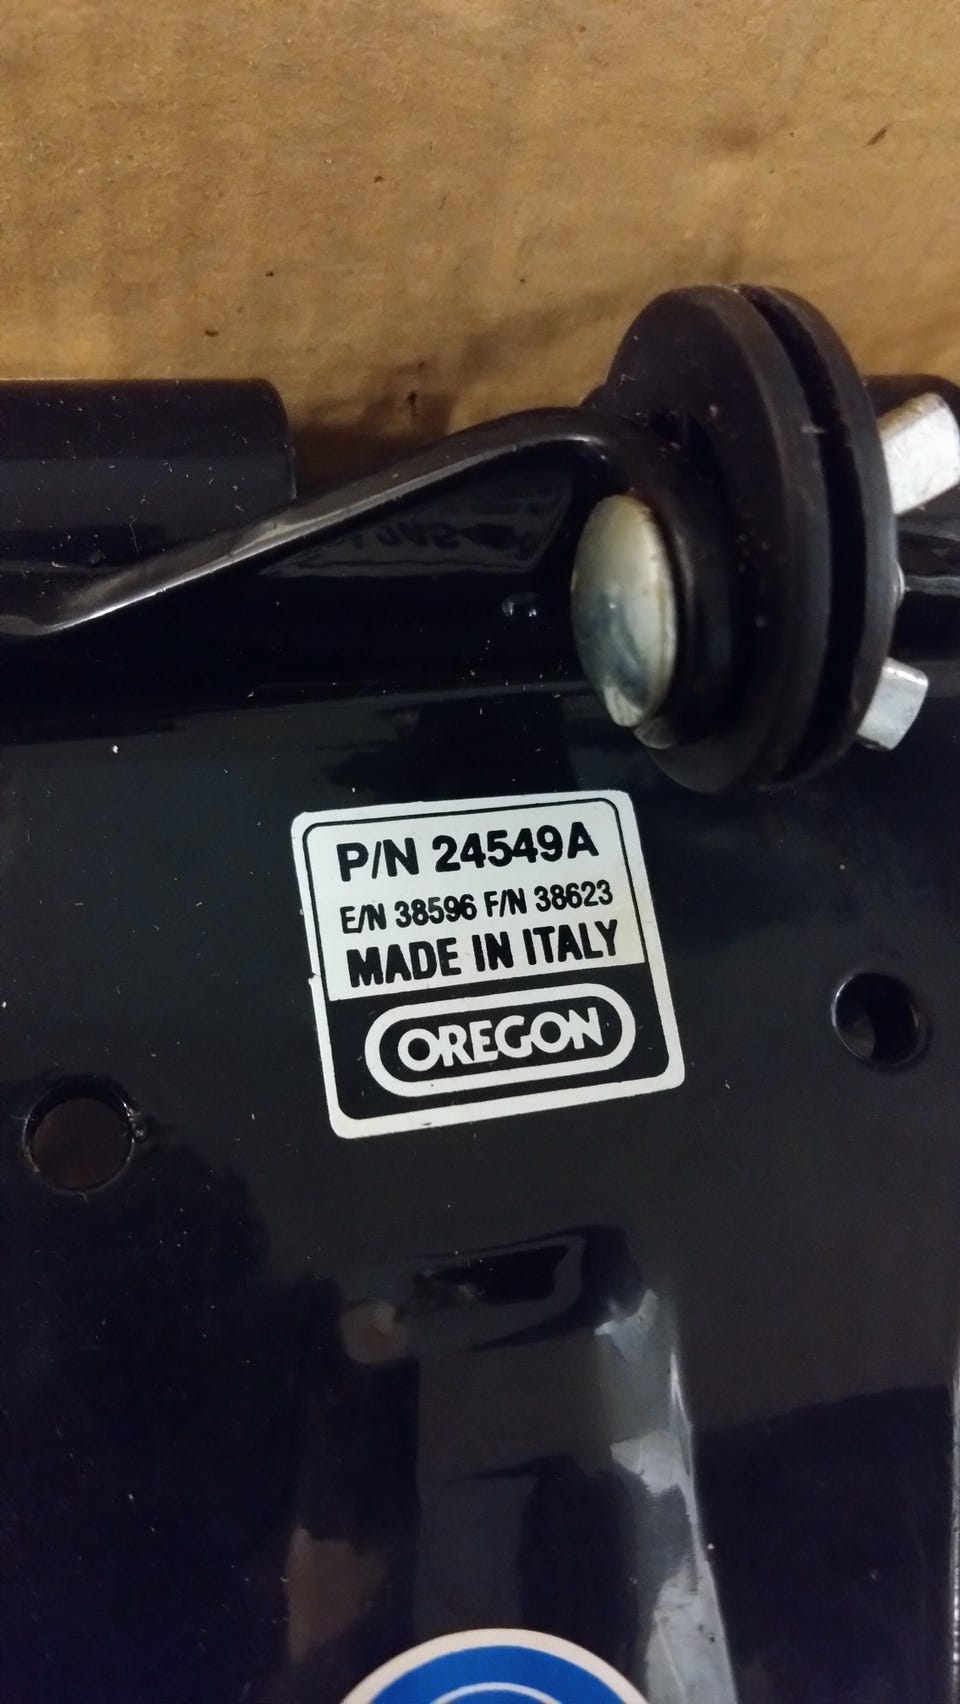 P/N 24549A
E/N 38596 F/N 38623
MADE IN ITALY
OREGON